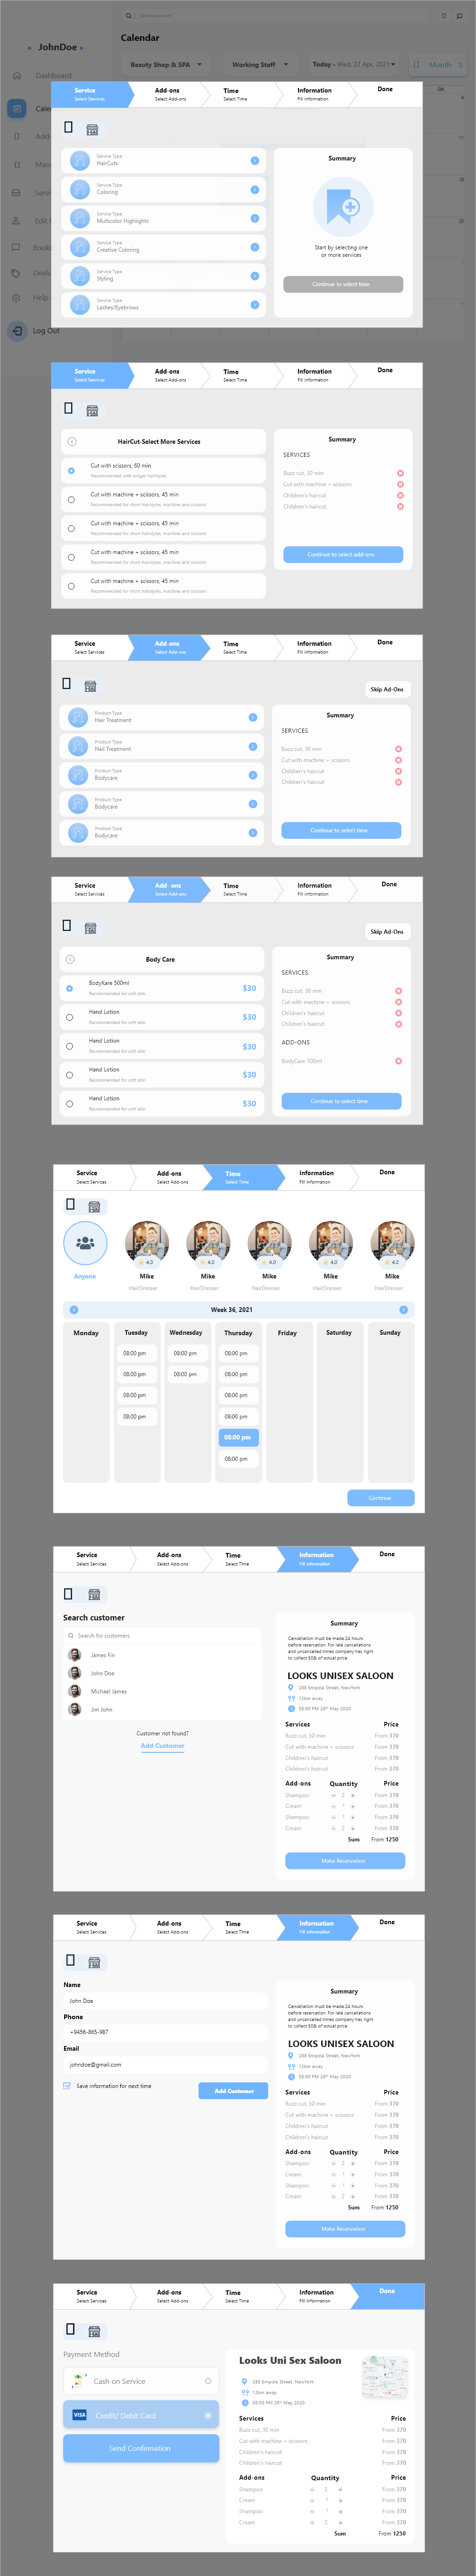 JohnDoe
Dashboard
Log Out
Calendar
Beauty Shop & SPA
Working Staff
Today - Wed, 27 Apr, 2021
Month
Sat
Service
Select Services
Add-ons
Select Add-ons
Time
Select Time
Information
Fill Information
Done
Service Type
HairCuts
Service Type
Coloring
Service Type
Multicolor Highlights
Service Type
Creative Coloring
Service Type
Styling
Service Type
Lashes/Eyebrows
Summary
Start by selecting one
or more services
Continue to select time
Service
Select Services
Add-ons
Select Add-ons
Time
Select Time
Information
Fill Information
Done
HairCut-Select More Services
Cut with scissors, 60 min
Recommended with longer hairstyles
Cut with machine + scissors, 45 min
Recommended for short hairstyles, machine and scissors
Cut with machine + scissors, 45 min
Recommended for short hairstyles, machine and scissors
Cut with machine + scissors, 45 min
Recommended for short hairstyles, machine and scissors
Cut with machine + scissors, 45 min
Recommended for short hairstyles, machine and scissors
Summary
SERVICES
Buzz cut, 30 min
Cut with machine + scissors
Children's haircut
Children's haircut
Continue to select add-ons
Service
Select Services
Add-ons
Select Add-ons
Time
Select Time
Information
Fill Information
Done
Skip Ad-Ons
Product Type
Hair Treatment
Product Type
Nail Treatment
Product Type
Bodycare
Product Type
Bodycare
Product Type
Bodycare
Summary
SERVICES
Buzz cut, 30 min
Cut with machine + scissors
Children's haircut
Children's haircut
Continue to select time
Service
Select Services
Add-ons
Select Add-ons
Time
Select Time
Information
Fill Information
Done
Skip Ad-Ons
Body Care
BodyKare 500ml
Recommended for soft skin
$30
Hand Lotion
Recommended for soft skin
$30
Hand Lotion
Recommended for soft skin
$30
Hand Lotion
Recommended for soft skin
$30
Hand Lotion
Recommended for soft skin
$30
Summary
SERVICES
Buzz cut, 30 min
Cut with machine + scissors
Children's haircut
Children's haircut
ADD-ONS
BodyCare 500ml
Continue to select time
Service
Select Services
Add-ons
Select Add-ons
Time
Select Time
Information
Fill Information
Done
4.0 4.0 4.0 4.0 4.0
Anyone Mike Mike Mike Mike Mike
HairDresser HairDresser HairDresser HairDresser HairDresser
Week 36, 2021
Monday Tuesday Wednesday Thursday Friday Saturday Sunday
08:00 pm 08:00 pm 08:00 pm
08:00 pm 08:00 pm 08:00 pm
08:00 pm 08:00 pm
08:00 pm 08:00 pm
08:00 pm
08:00 pm
Continue
Service
Select Services
Add-ons
Select Add-ons
Time
Select Time
Information
Fill Information
Done
Search customer
Search for customers
James Fin
John Doe
Michael James
Jim John
Customer not found?
Add Customer
Summary
Cancellation must be made 24 hours
before reservation. For late cancellations
and uncancelled times company has right
to collect 50% of actual price
LOOKS UNISEX SALOON
288 Empola Street, NewYork
12km away
08:00 PM 28th May 2020
Services Price
Buzz cut, 30 min From 370
Cut with machine + scissors From 370
Children's haircut From 370
Children's haircut From 370
Add-ons Quantity Price
Shampoo 2 From 370
Cream 1 From 370
Shampoo 1 From 370
Cream 2 From 370
Sum From 1250
Make Reservation
Service
Select Services
Add-ons
Select Add-ons
Time
Select Time
Information
Fill Information
Done
Name
John Doe
Phone
+9456-865-987
Email
johndoe@gmail.com
Save information for next time
Add Customer
Summary
Cancellation must be made 24 hours
before reservation. For late cancellations
and uncancelled times company has right
to collect 50% of actual price
LOOKS UNISEX SALOON
288 Empola Street, NewYork
12km away
08:00 PM 28th May 2020
Services Price
Buzz cut, 30 min From 370
Cut with machine + scissors From 370
Children's haircut From 370
Children's haircut From 370
Add-ons Quantity Price
Shampoo 2 From 370
Cream 1 From 370
Shampoo 1 From 370
Cream 2 From 370
Sum From 1250
Make Reservation
Service
Select Services
Add-ons
Select Add-ons
Time
Select Time
Information
Fill Information
Done
Payment Method
Cash on Service
VISA
Credit/ Debit Card
Send Confirmation
Looks Uni Sex Saloon
288 Empola Street, NewYork
12km away
08:00 PM 28th May 2020
Services Price
Buzz cut, 30 min From 370
Cut with machine + scissors From 370
Children's haircut From 370
Children's haircut From 370
Add-ons Quantity Price
Shampoo 2 From 370
Cream 1 From 370
Shampoo 1 From 370
Cream 2 From 370
Sum From 1250